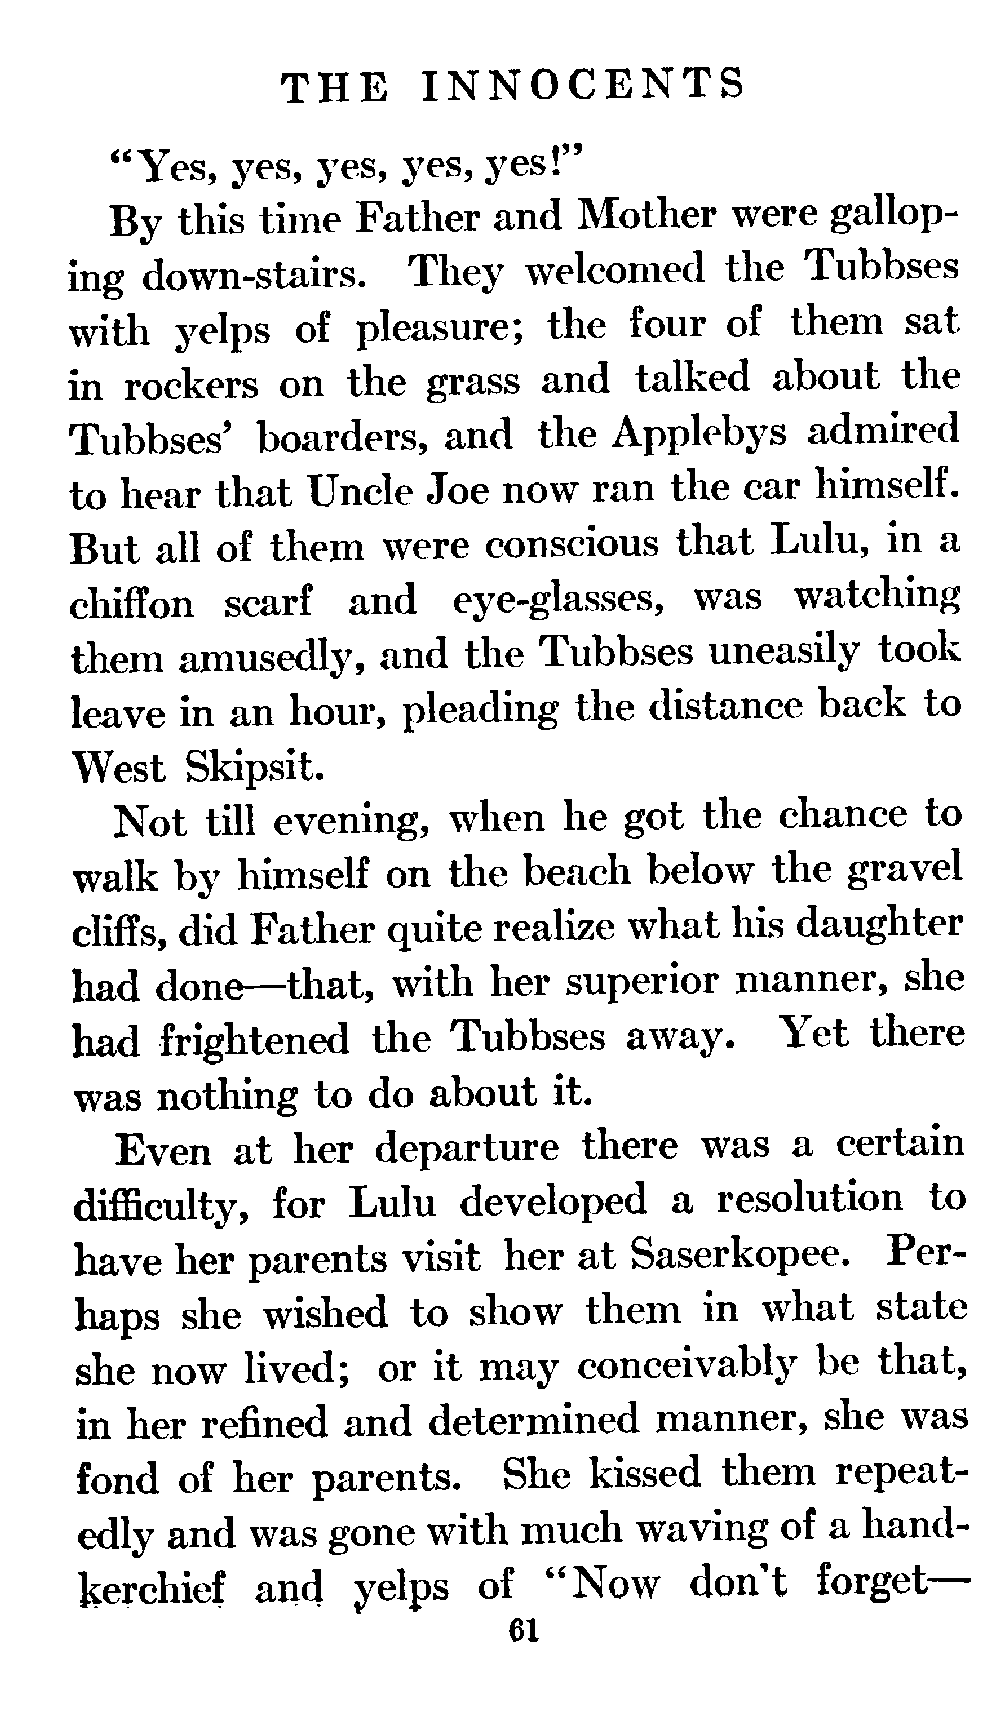 THE INNOCENTS
“Yes, yes, yes, yes, yes!”
By this time Father and Mother were gallop-
ing down-stairs. They welcomed the Tubbses
with yelps of pleasure; the four of them sat
in rockers on the grass and talked about the
Tubbses’ boarders, and the Applebys admired
to hear that Uncle Joe now ran the car himself.
But all of them were conscious that Lulu, in a
chiffon scarf and eye-glasses, was watching
them amusedly, and the Tubbses uneasily took
leave in an hour, pleading the distance back to
West Skipsit.
Not till evening, when he got the chance to
walk by himself on the beach below the gravel
cliffs, did Father quite realize what his daughter
had done—that, with her superior manner, she
had frightened the Tubbses away. Yet there
was nothing to do about it.
Even at her departure there was a certain
difficulty, for Lulu developed a resolution to
have her parents visit her at Saserkopee. Per-
haps she wished to show them in what state
she now lived; or it may conceivably be that,
in her refined and determined manner, she was
fond of her parents. She kissed them repeat-
edly and was gone with much waving of a hand-
kerchief and yelps of “Now don’t forget—
61